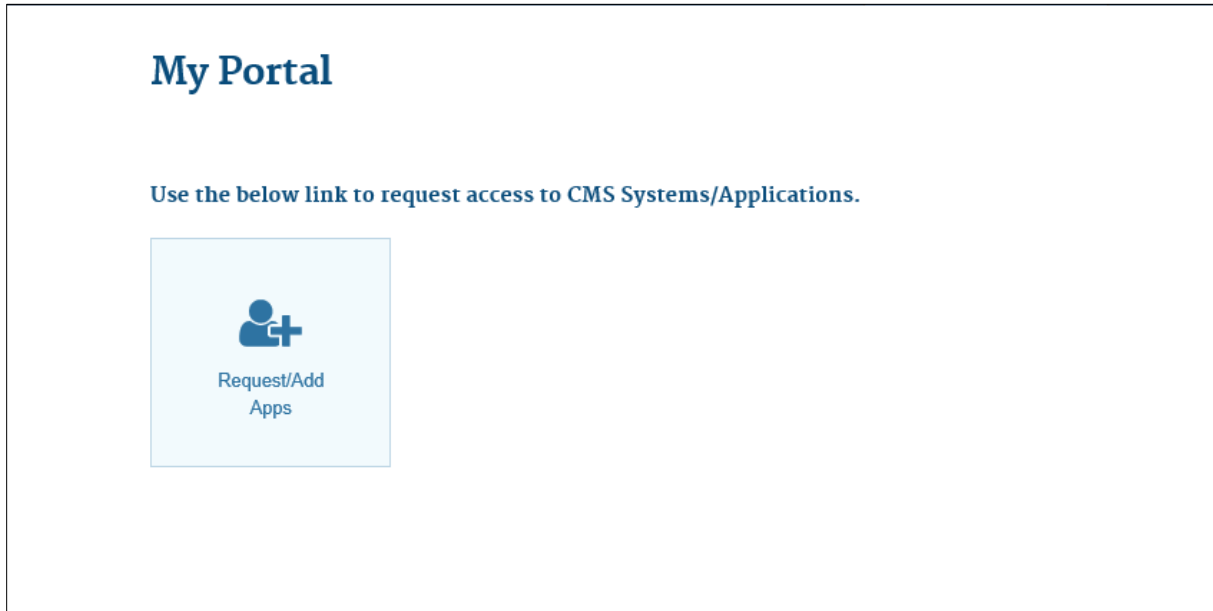 My Portal
Use the below link to request access to CMS Systems/Applications.
Request/Add
Apps